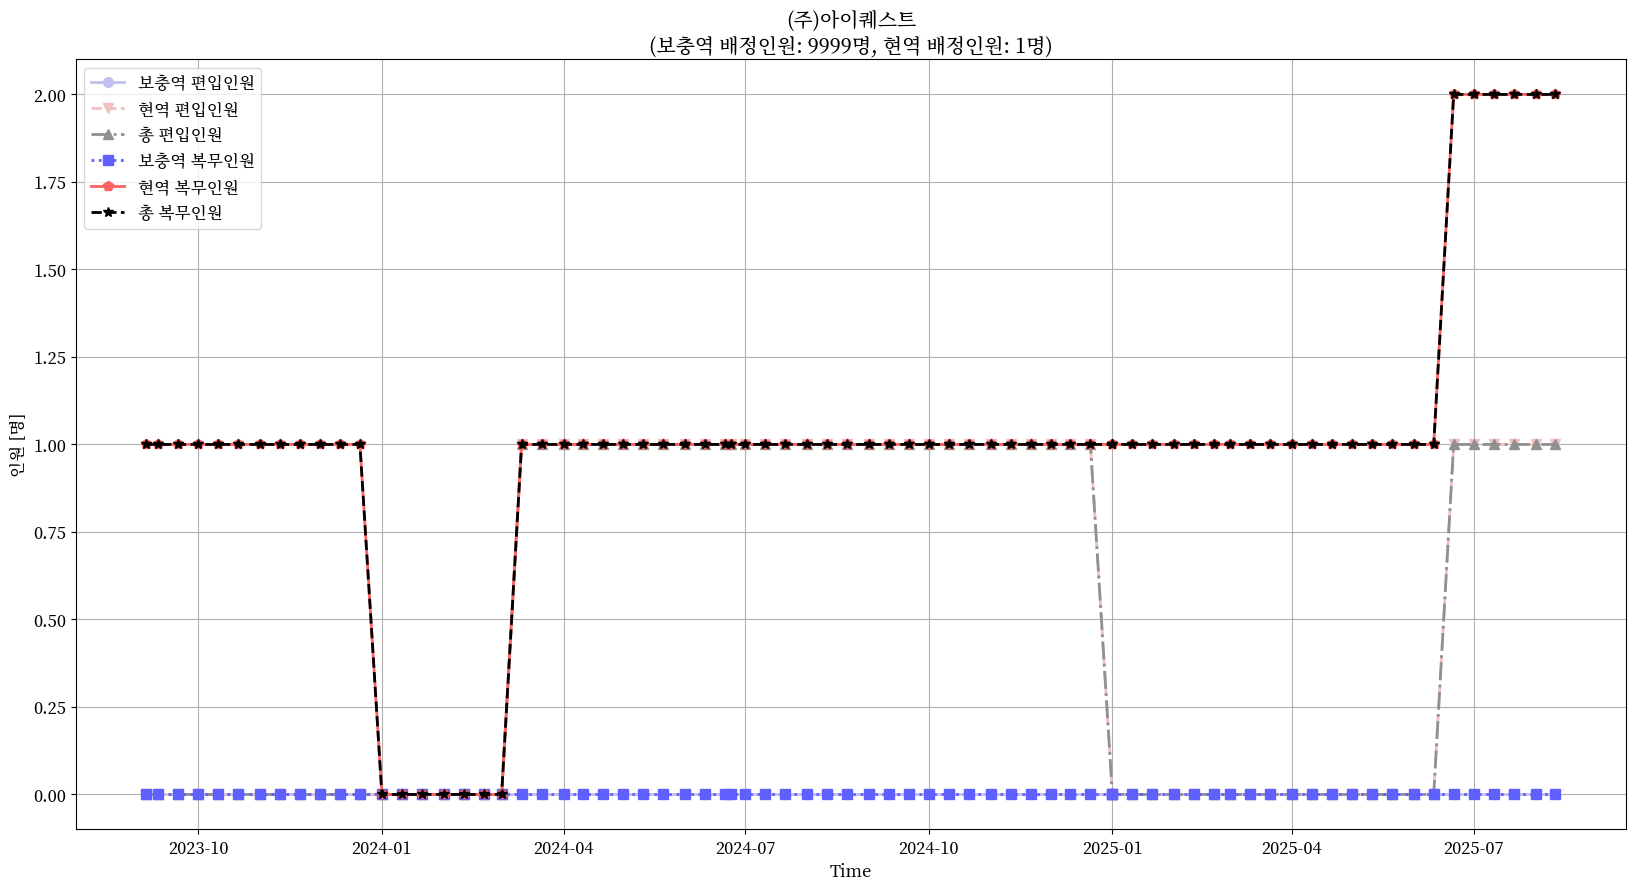 (주)아이퀘스트
(보충역 배정인원: 9999명, 현역 배정인원: 1명)
보충역 편입인원
현역 편입인원
총 편입인원
보충역 복무인원
현역 복무인원
총 복무인원
2.00
1.75
1.50
1.25
1.00
0.75
0.50
0.25
0.00
인원 [명]
2023-10
2024-01
2024-04
2024-07
2024-10
2025-01
2025-04
2025-07
Time